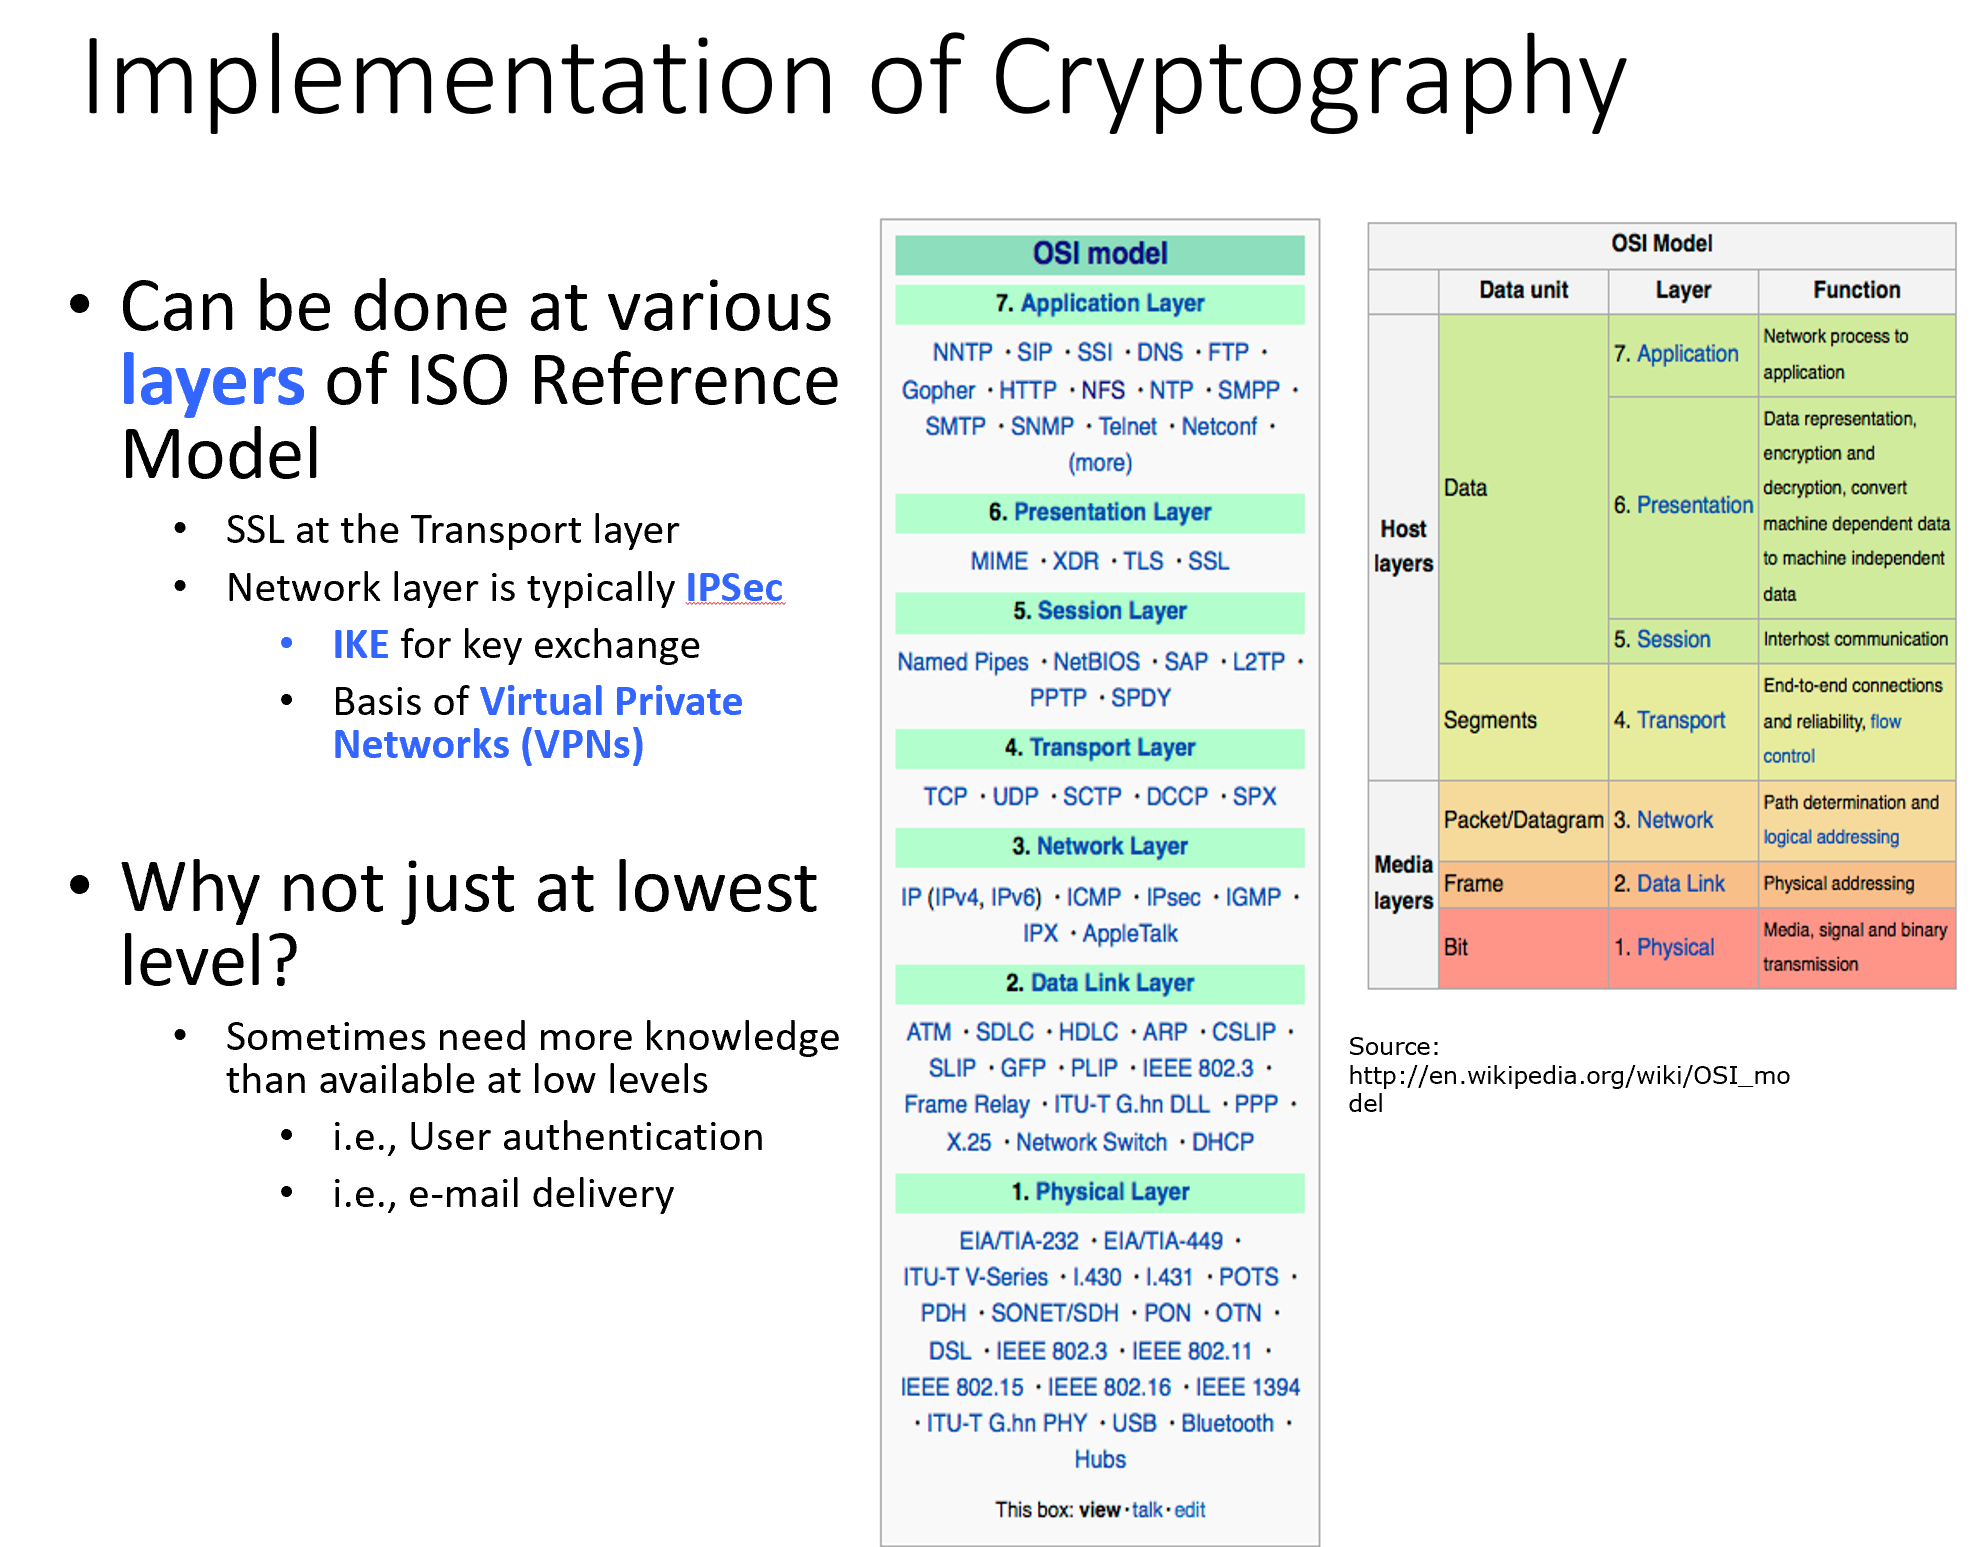 Implementation of Cryptography
• Can be done at various
layers of ISO Reference
Model
• SSL at the Transport layer
• Network layer is typically IPSec
• IKE for key exchange
• Basis of Virtual Private
Networks (VPNs)
• Why not just at lowest
level?
• Sometimes need more knowledge
than available at low levels
• i.e., User authentication
• i.e., e-mail delivery
OSI model
7. Application Layer
NNTP · SIP · SSI · DNS · FTP ·
Gopher · HTTP · NFS · NTP · SMPP ·
SMTP · SNMP · Telnet · Netconf ·
(more)
6. Presentation Layer
MIME · XDR · TLS · SSL
5. Session Layer
Named Pipes · NetBIOS · SAP · L2TP ·
PPTP · SPDY
4. Transport Layer
TCP · UDP · SCTP · DCCP · SPX
3. Network Layer
IP (IPv4, IPv6) · ICMP · IPsec · IGMP ·
IPX · AppleTalk
2. Data Link Layer
ATM · SDLC · HDLC · ARP · CSLIP ·
SLIP · GFP · PLIP · IEEE 802.3 ·
Frame Relay · ITU-T G.hn DLL · PPP ·
X.25 · Network Switch · DHCP
1. Physical Layer
EIA/TIA-232 · EIA/TIA-449 ·
ITU-T V-Series · I.430 · I.431 · POTS ·
PDH · SONET/SDH · PON · OTN ·
DSL · IEEE 802.3 · IEEE 802.11 ·
IEEE 802.15 · IEEE 802.16 · IEEE 1394
· ITU-T G.hn PHY · USB · Bluetooth ·
Hubs
This box: view · talk · edit
OSI Model
Data unit Layer Function
Host
layers
Data
7. Application
Network process to
application
6. Presentation
Data representation,
encryption and
decryption, convert
machine dependent data
to machine independent
data
5. Session
Interhost communication
Segments
4. Transport
End-to-end connections
and reliability, flow
control
Media
layers
Packet/Datagram
3. Network
Path determination and
logical addressing
Frame
2. Data Link
Physical addressing
Bit
1. Physical
Media, signal and binary
transmission
Source:
http://en.wikipedia.org/wiki/OSI_mo
del